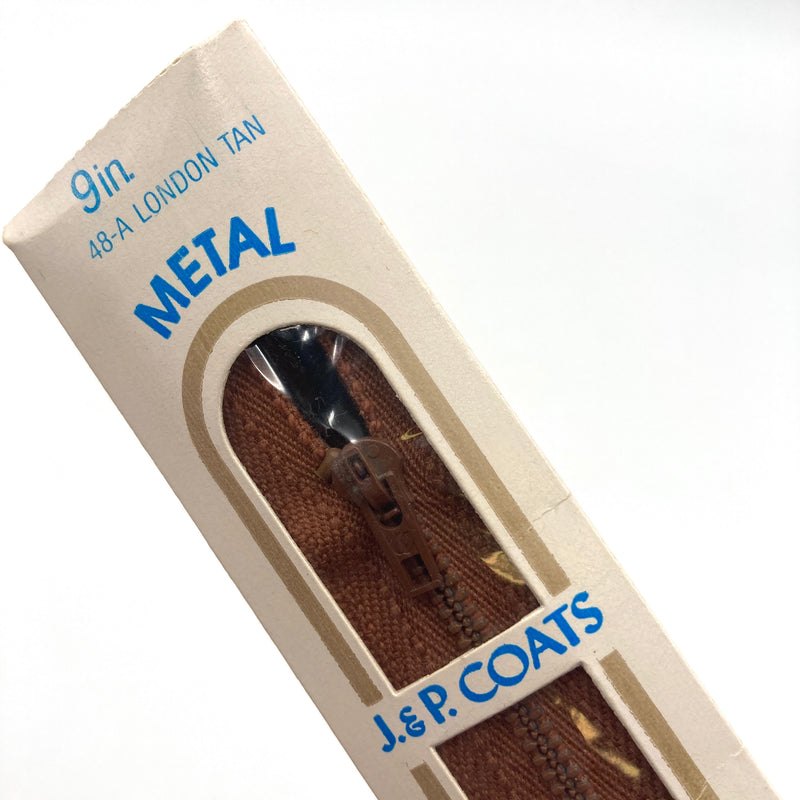 9in.
48-A LONDON TAN
METAL
J.&P. COATS